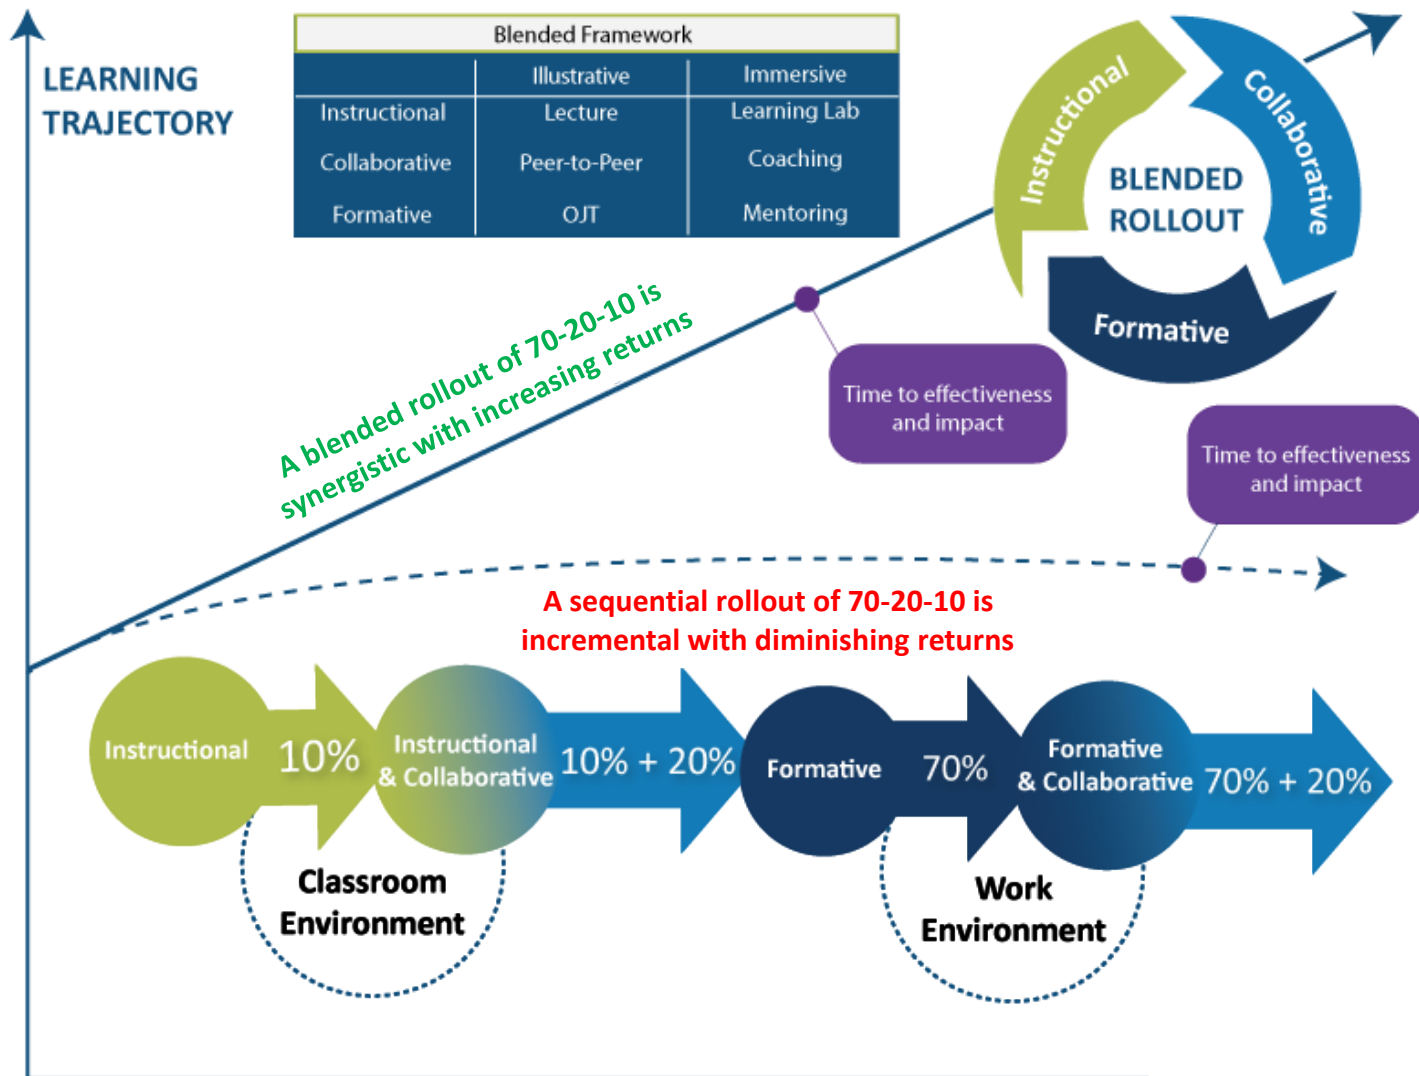 LEARNING
TRAJECTORY
Blended Framework
Illustrative Immersive
Instructional Lecture Learning Lab
Collaborative Peer-to-Peer Coaching
Formative OJT Mentoring
Instructional
Collaborative
Formative
BLENDED
ROLLOUT
A blended rollout of 70-20-10 is
synergistic with increasing returns
Time to effectiveness
and impact
Time to effectiveness
and impact
A sequential rollout of 70-20-10 is
incremental with diminishing returns
Instructional
10%
Instructional
& Collaborative
10% + 20%
Formative
70%
Formative
& Collaborative
70% + 20%
Classroom
Environment
Work
Environment